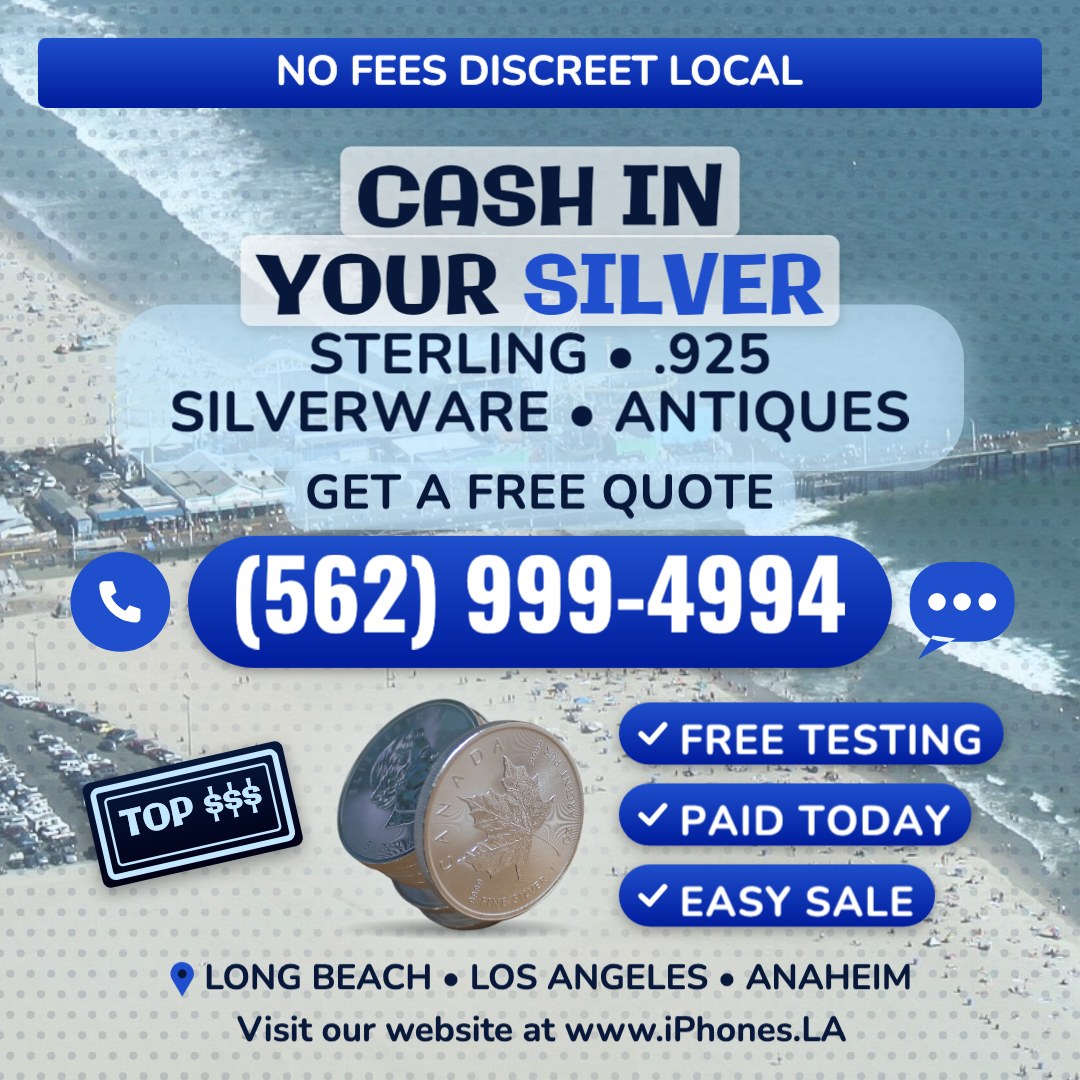 NO FEES DISCREET LOCAL
CASH IN
YOUR SILVER
STERLING • .925
SILVERWARE • ANTIQUES
GET A FREE QUOTE
(562) 999-4994
TOP $$$
CANADA
FINE SILVER
✓ FREE TESTING
✓ PAID TODAY
✓ EASY SALE
LONG BEACH • LOS ANGELES • ANAHEIM
Visit our website at www.iPhones.LA